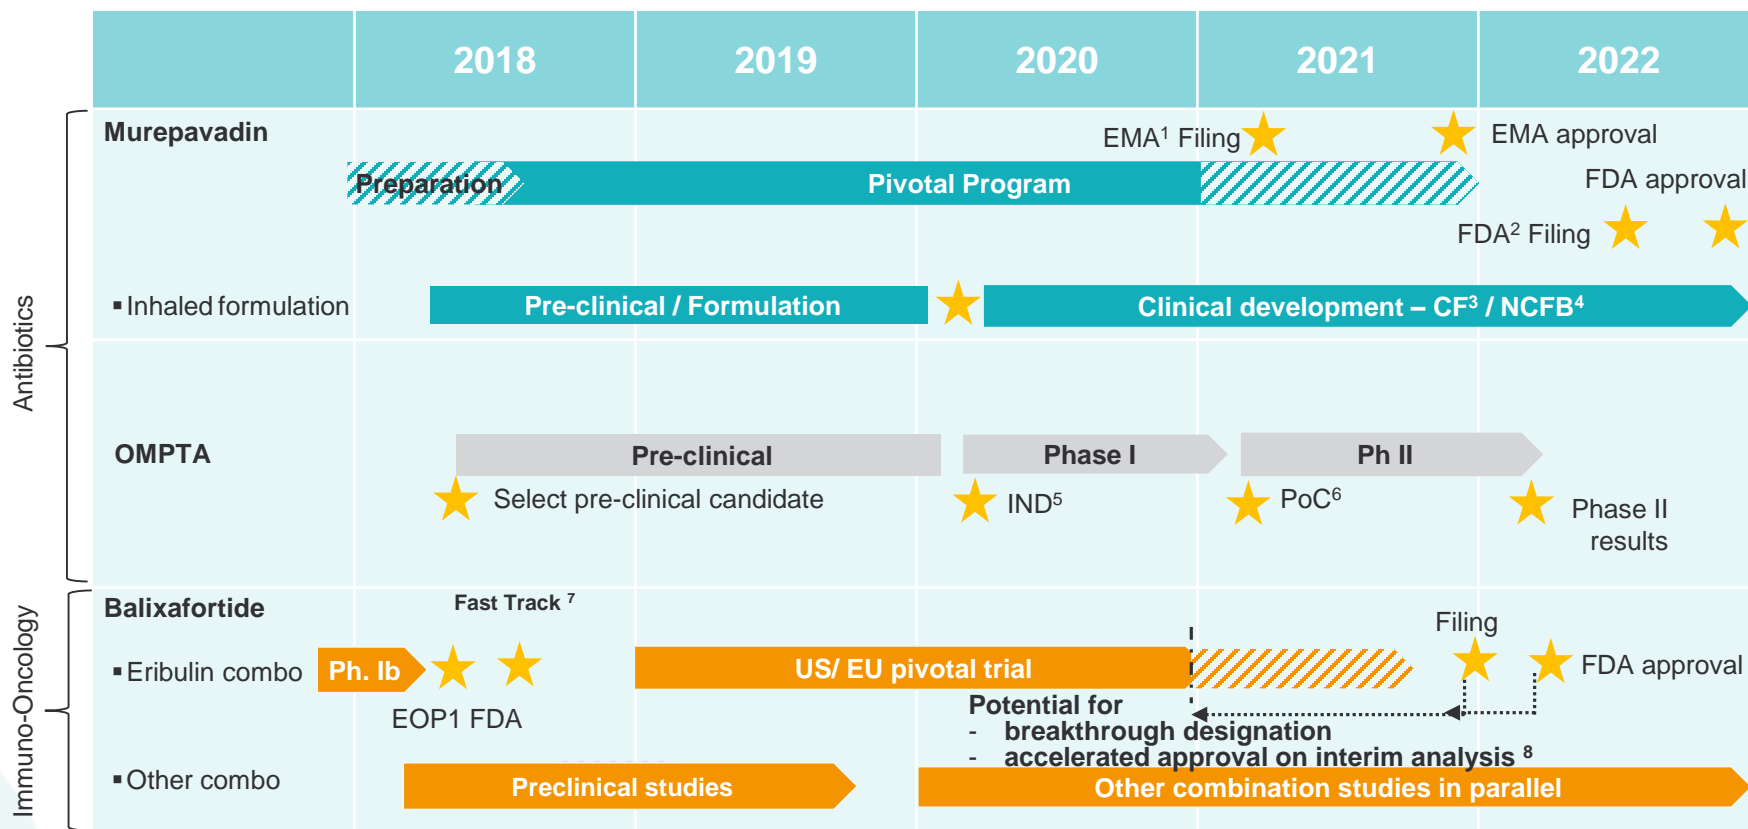 2018 2019 2020 2021 2022
Antibiotics
Murepavadin
EMA¹ Filing
EMA approval
Preparation
Pivotal Program
FDA approval
FDA² Filing
▪ Inhaled formulation
Pre-clinical / Formulation
Clinical development – CF³ / NCFB⁴
OMPTA
Pre-clinical
Phase I
Ph II
Select pre-clinical candidate
IND⁵
PoC⁶
Phase II
results
Immuno-Oncology
Balixafortide
Fast Track ⁷
Filing
▪ Eribulin combo
Ph. Ib
US/ EU pivotal trial
FDA approval
EOP1 FDA
Potential for
- breakthrough designation
- accelerated approval on interim analysis ⁸
▪ Other combo
Preclinical studies
Other combination studies in parallel